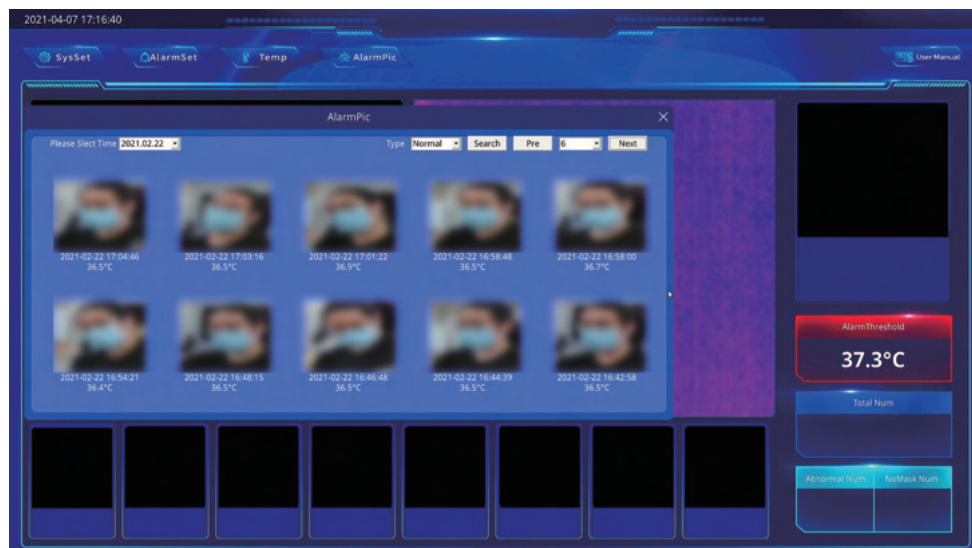 2021-04-07 17:16:40
SysSet AlarmSet Temp AlarmPic User Manual
AlarmPic
Please Slect Time 2021.02.22 Type Normal Search Pre 6 Next
2021-02-22 17:04:46 2021-02-22 17:03:16 2021-02-22 17:01:22 2021-02-22 16:58:48 2021-02-22 16:58:00
36.5°C 36.5°C 36.9°C 36.5°C 36.7°C
2021-02-22 16:54:21 2021-02-22 16:48:15 2021-02-22 16:46:48 2021-02-22 16:44:39 2021-02-22 16:42:58
36.4°C 36.5°C 36.5°C 36.5°C 36.5°C
AlarmThreshold
37.3°C
Total Num
Abnormal Num NoMask Num